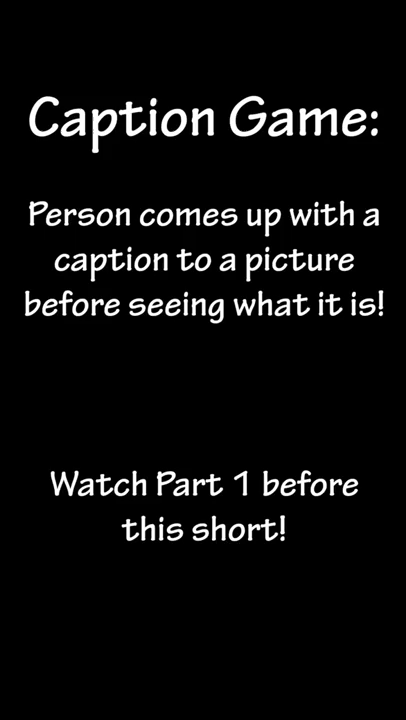 Caption Game:
Person comes up with a
caption to a picture
before seeing what it is!
Watch Part 1 before
this short!